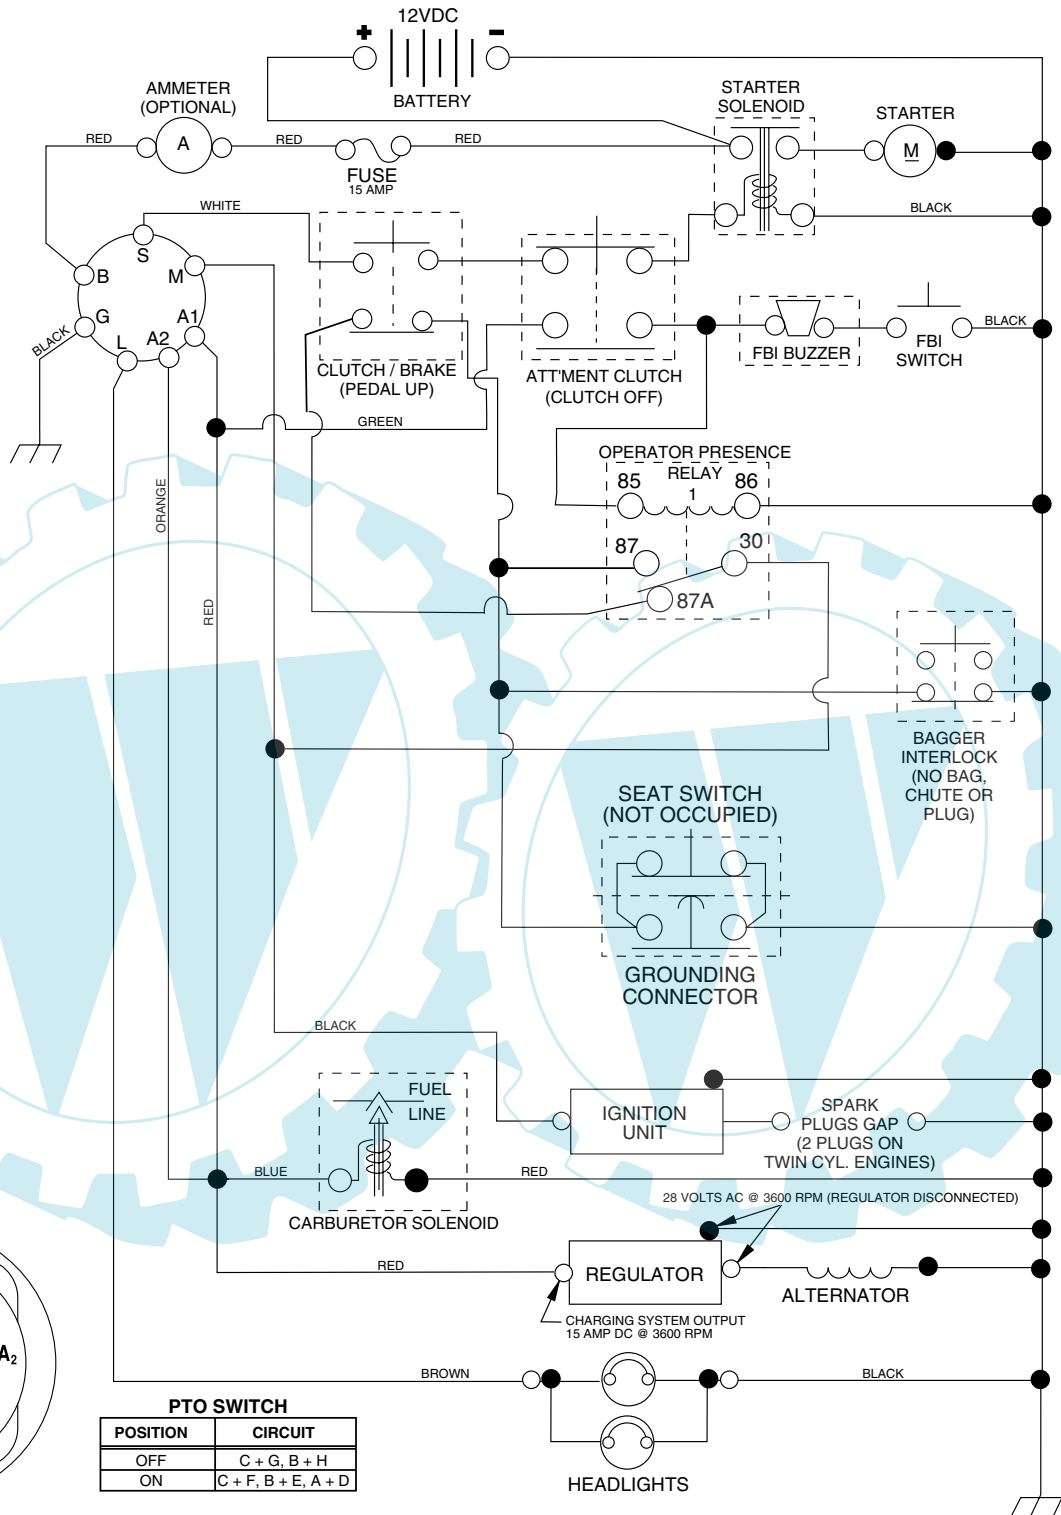 12VDC
+
-
BATTERY
AMMETER
(OPTIONAL)
STARTER
SOLENOID
STARTER
RED
A
RED
FUSE
15 AMP
RED
M
WHITE
BLACK
S
B
M
G
A1
L
A2
BLACK
CLUTCH / BRAKE
(PEDAL UP)
ATT'MENT CLUTCH
(CLUTCH OFF)
FBI BUZZER
FBI
SWITCH
BLACK
GREEN
OPERATOR PRESENCE
RELAY
1
85
86
87
30
87A
ORANGE
RED
BAGGER
INTERLOCK
(NO BAG,
CHUTE OR
PLUG)
SEAT SWITCH
(NOT OCCUPIED)
GROUNDING
CONNECTOR
BLACK
FUEL
LINE
IGNITION
UNIT
SPARK
PLUGS GAP
(2 PLUGS ON
TWIN CYL. ENGINES)
BLUE
RED
CARBURETOR SOLENOID
28 VOLTS AC @ 3600 RPM (REGULATOR DISCONNECTED)
RED
REGULATOR
ALTERNATOR
CHARGING SYSTEM OUTPUT
15 AMP DC @ 3600 RPM
A2
BROWN
BLACK
HEADLIGHTS
PTO SWITCH
POSITION CIRCUIT
OFF C + G, B + H
ON C + F, B + E, A + D